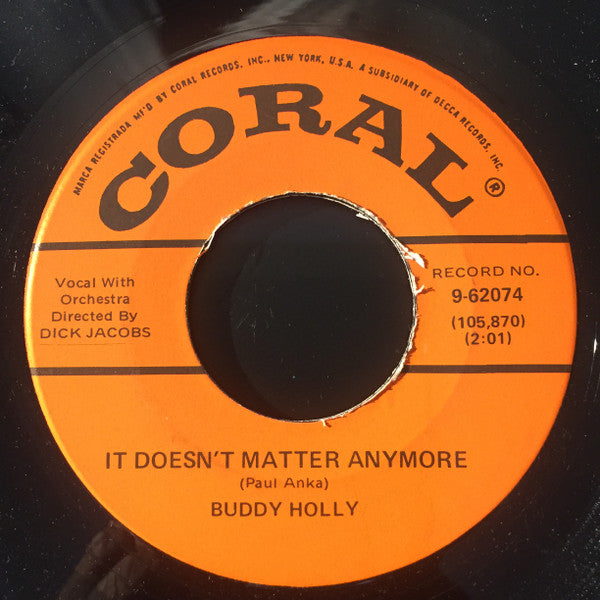 MARCA REGISTRADA MF'D BY CORAL RECORDS, INC., NEW YORK, U.S.A. A SUBSIDIARY OF DECCA RECORDS, INC.
CORAL®
Vocal With
Orchestra
Directed By
DICK JACOBS
RECORD NO.
9-62074
(105,870)
(2:01)
IT DOESN'T MATTER ANYMORE
(Paul Anka)
BUDDY HOLLY